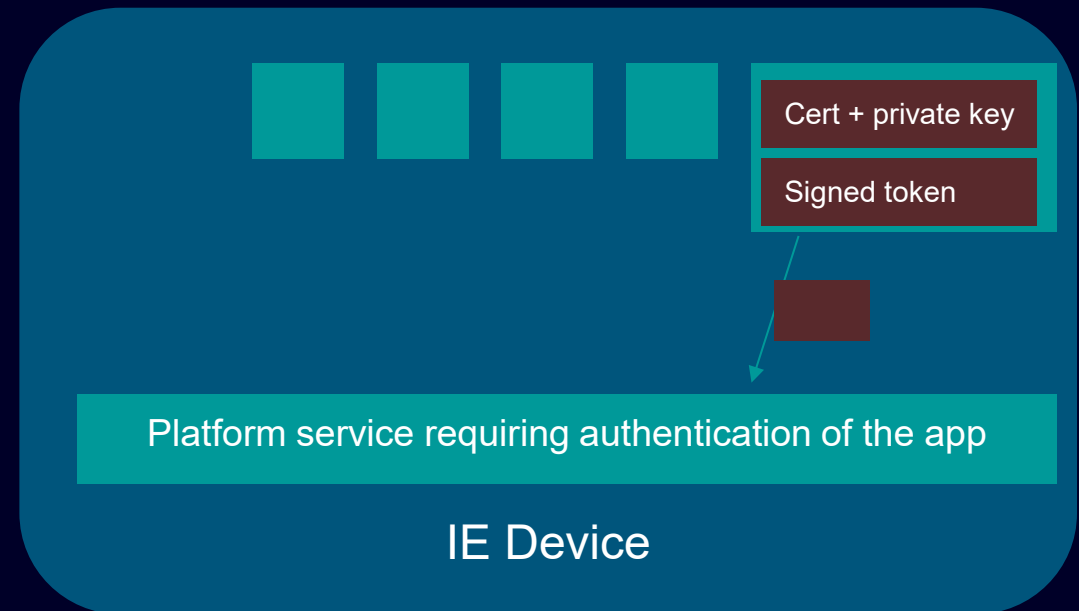 Cert + private key
Signed token
Platform service requiring authentication of the app
IE Device